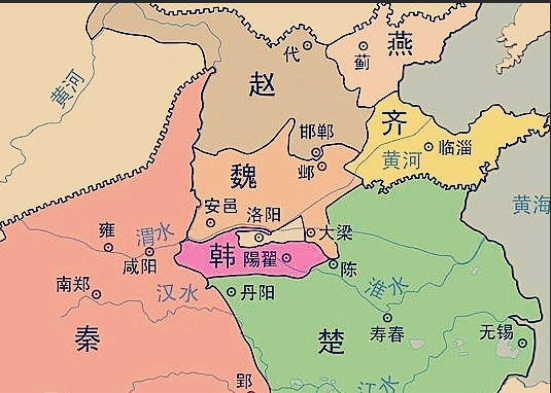 燕
代
蓟
赵
黄河
齐
邯郸
临淄
黄河
邺
魏
安邑
洛阳
黄海
雍
渭水
大梁
韩
陽翟
咸阳
陈
南郑
汉水
丹阳
淮水
寿春
无锡
秦
楚
郢
江水